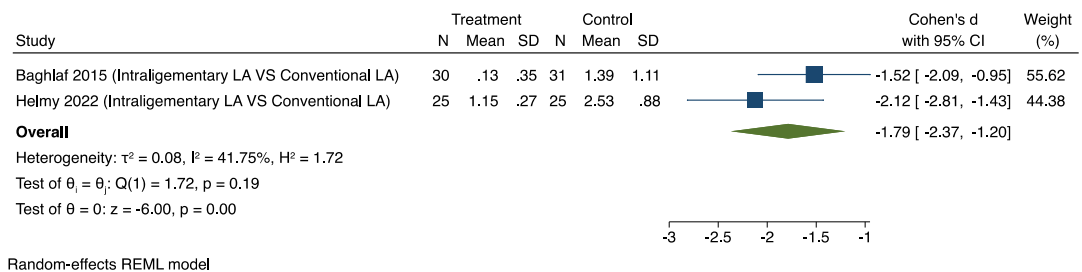 Treatment Control Cohen's d Weight
Study N Mean SD N Mean SD with 95% CI (%)
Baghlaf 2015 (Intraligementary LA VS Conventional LA) 30 .13 .35 31 1.39 1.11 -1.52 [ -2.09, -0.95] 55.62
Helmy 2022 (Intraligementary LA VS Conventional LA) 25 1.15 .27 25 2.53 .88 -2.12 [ -2.81, -1.43] 44.38
Overall -1.79 [ -2.37, -1.20]
Heterogeneity: τ² = 0.08, I² = 41.75%, H² = 1.72
Test of θᵢ = θⱼ: Q(1) = 1.72, p = 0.19
Test of θ = 0: z = -6.00, p = 0.00
-3 -2.5 -2 -1.5 -1
Random-effects REML model